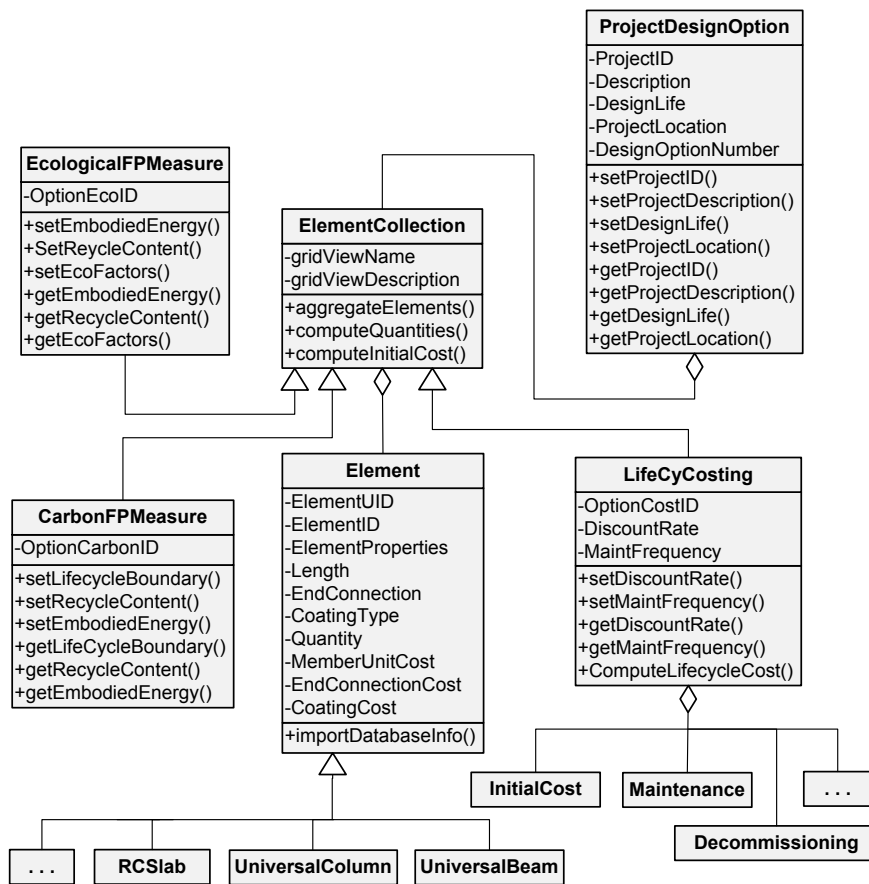 ProjectDesignOption
-ProjectID
-Description
-DesignLife
-ProjectLocation
-DesignOptionNumber
+setProjectID()
+setProjectDescription()
+setDesignLife()
+setProjectLocation()
+getProjectID()
+getProjectDescription()
+getDesignLife()
+getProjectLocation()
EcologicalFPMeasure
-OptionEcoID
+setEmbodiedEnergy()
+SetReycleContent()
+setEcoFactors()
+getEmbodiedEnergy()
+getRecycleContent()
+getEcoFactors()
ElementCollection
-gridViewName
-gridViewDescription
+aggregateElements()
+computeQuantities()
+computeInitialCost()
CarbonFPMeasure
-OptionCarbonID
+setLifecycleBoundary()
+setRecycleContent()
+setEmbodiedEnergy()
+getLifeCycleBoundary()
+getRecycleContent()
+getEmbodiedEnergy()
Element
-ElementUID
-ElementID
-ElementProperties
-Length
-EndConnection
-CoatingType
-Quantity
-MemberUnitCost
-EndConnectionCost
-CoatingCost
+importDatabaseInfo()
LifeCyCosting
-OptionCostID
-DiscountRate
-MaintFrequency
+setDiscountRate()
+setMaintFrequency()
+getDiscountRate()
+getMaintFrequency()
+ComputeLifecycleCost()
InitialCost
Maintenance
. . .
Decommissioning
. . .
RCSlab
UniversalColumn
UniversalBeam